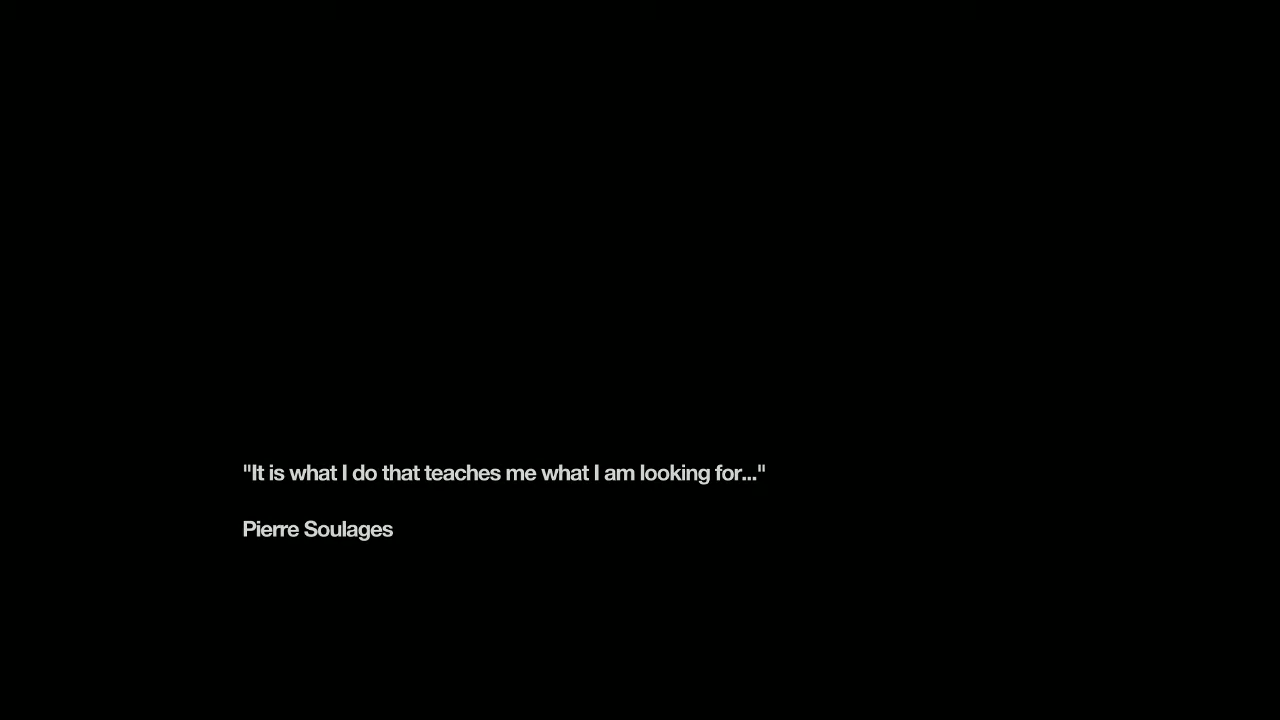 "It is what I do that teaches me what I am looking for..."
Pierre Soulages